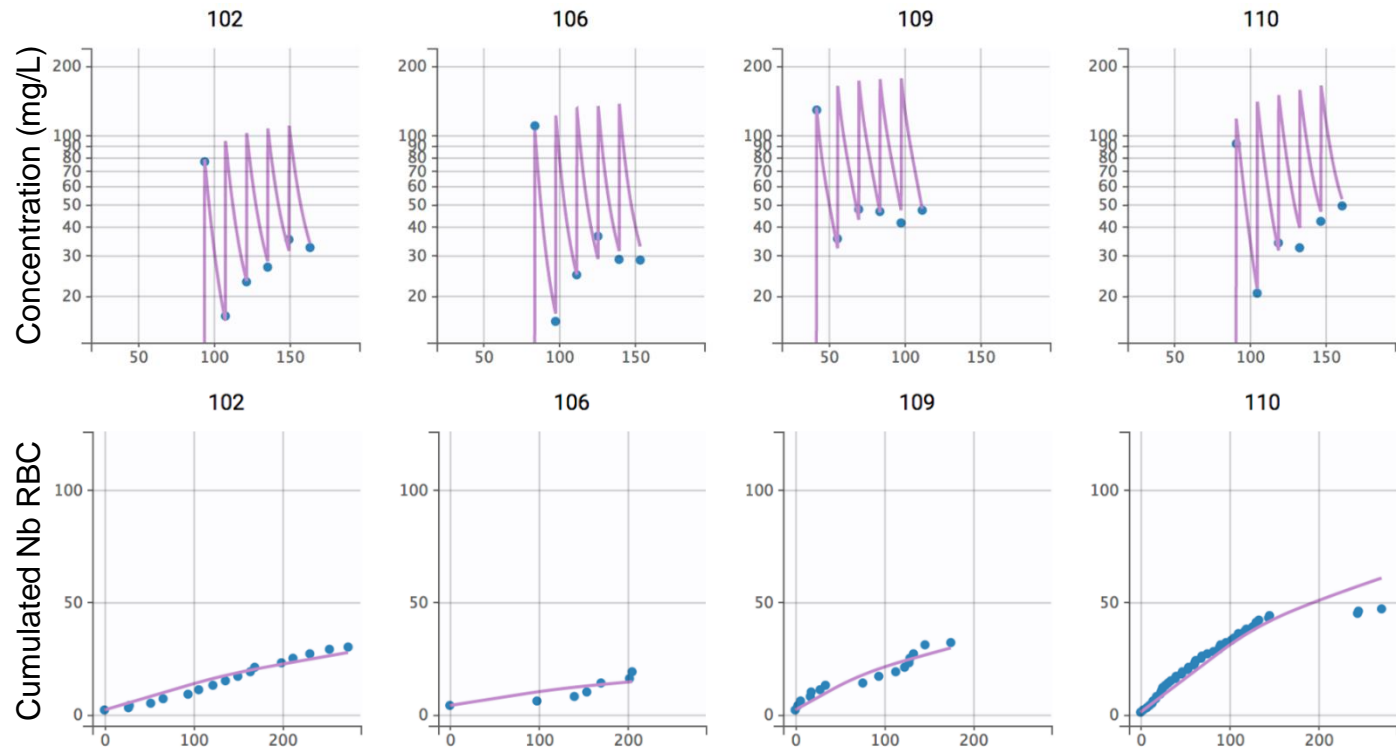 102 106 109 110
Concentration (mg/L)
200 200 200 200
100 100 100 100
90 90 90 90
80 80 80 80
70 70 70 70
60 60 60 60
50 50 50 50
40 40 40 40
30 30 30 30
20 20 20 20
50 100 150 50 100 150 50 100 150 50 100 150
102 106 109 110
Cumulated Nb RBC
100 100 100 100
50 50 50 50
0 0 0 0
0 100 200 0 100 200 0 100 200 0 100 200